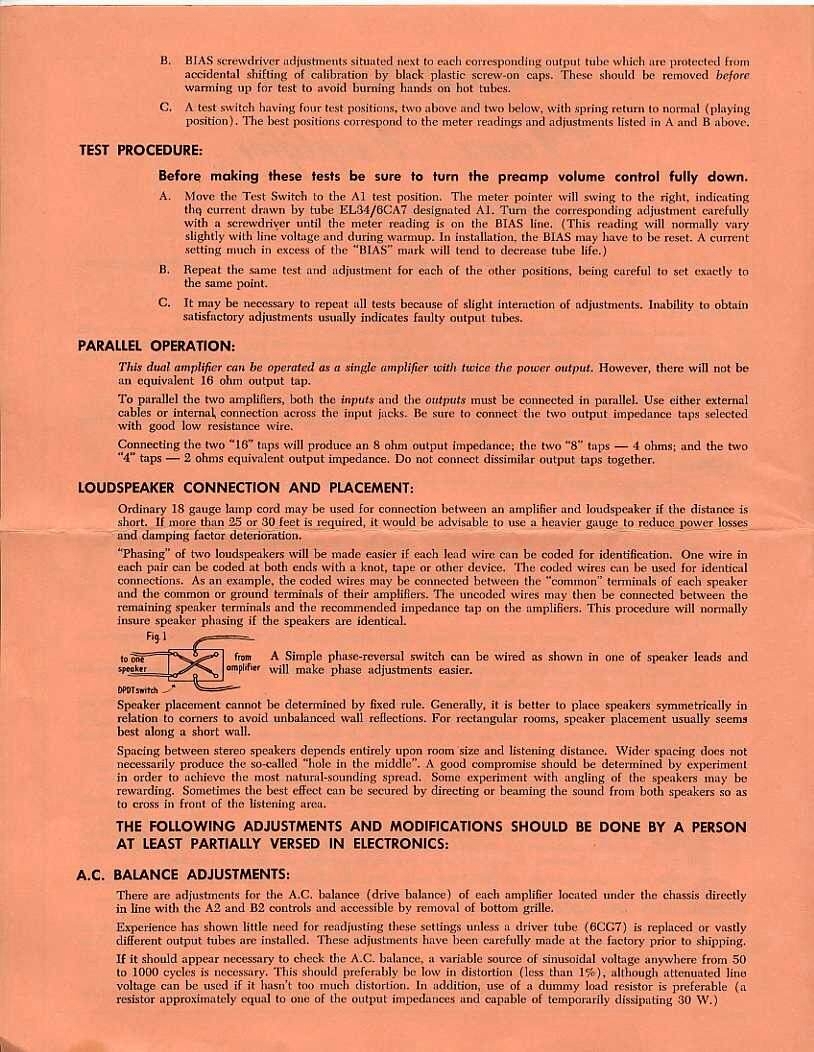 B. BIAS screwdriver adjustments situated next to each corresponding output tube which are protected from
accidental shifting of calibration by black plastic screw-on caps. These should be removed before
warming up for test to avoid burning hands on hot tubes.
C. A test switch having four test positions, two above and two below, with spring return to normal (playing
position). The best positions correspond to the meter readings and adjustments listed in A and B above.
TEST PROCEDURE:
Before making these tests be sure to turn the preamp volume control fully down.
A. Move the Test Switch to the A1 test position. The meter pointer will swing to the right, indicating
the current drawn by tube EL34/6CA7 designated A1. Turn the corresponding adjustment carefully
with a screwdriver until the meter reading is on the BIAS line. (This reading will normally vary
slightly with line voltage and during warmup. In installation, the BIAS may have to be reset. A current
setting much in excess of the "BIAS" mark will tend to decrease tube life.)
B. Repeat the same test and adjustment for each of the other positions, being careful to set exactly to
the same point.
C. It may be necessary to repeat all tests because of slight interaction of adjustments. Inability to obtain
satisfactory adjustments usually indicates faulty output tubes.
PARALLEL OPERATION:
This dual amplifier can be operated as a single amplifier with twice the power output. However, there will not be
an equivalent 16 ohm output tap.
To parallel the two amplifiers, both the inputs and the outputs must be connected in parallel. Use either external
cables or internal connection across the input jacks. Be sure to connect the two output impedance taps selected
with good low resistance wire.
Connecting the two "16" taps will produce an 8 ohm output impedance; the two "8" taps — 4 ohms; and the two
"4" taps — 2 ohms equivalent output impedance. Do not connect dissimilar output taps together.
LOUDSPEAKER CONNECTION AND PLACEMENT:
Ordinary 18 gauge lamp cord may be used for connection between an amplifier and loudspeaker if the distance is
short. If more than 25 or 30 feet is required, it would be advisable to use a heavier gauge to reduce power losses
and damping factor deterioration.
"Phasing" of two loudspeakers will be made easier if each lead wire can be coded for identification. One wire in
each pair can be coded at both ends with a knot, tape or other device. The coded wires can be used for identical
connections. As an example, the coded wires may be connected between the "common" terminals of each speaker
and the common or ground terminals of their amplifiers. The uncoded wires may then be connected between the
remaining speaker terminals and the recommended impedance tap on the amplifiers. This procedure will normally
insure speaker phasing if the speakers are identical.
Fig 1
to one
speaker
from
amplifier
DPDT switch
A Simple phase-reversal switch can be wired as shown in one of speaker leads and
will make phase adjustments easier.
Speaker placement cannot be determined by fixed rule. Generally, it is better to place speakers symmetrically in
relation to corners to avoid unbalanced wall reflections. For rectangular rooms, speaker placement usually seems
best along a short wall.
Spacing between stereo speakers depends entirely upon room size and listening distance. Wider spacing does not
necessarily produce the so-called "hole in the middle". A good compromise should be determined by experiment
in order to achieve the most natural-sounding spread. Some experiment with angling of the speakers may be
rewarding. Sometimes the best effect can be secured by directing or beaming the sound from both speakers so as
to cross in front of the listening area.
THE FOLLOWING ADJUSTMENTS AND MODIFICATIONS SHOULD BE DONE BY A PERSON
AT LEAST PARTIALLY VERSED IN ELECTRONICS:
A.C. BALANCE ADJUSTMENTS:
There are adjustments for the A.C. balance (drive balance) of each amplifier located under the chassis directly
in line with the A2 and B2 controls and accessible by removal of bottom grille.
Experience has shown little need for readjusting these settings unless a driver tube (6CG7) is replaced or vastly
different output tubes are installed. These adjustments have been carefully made at the factory prior to shipping.
If it should appear necessary to check the A.C. balance, a variable source of sinusoidal voltage anywhere from 50
to 1000 cycles is necessary. This should preferably be low in distortion (less than 1%), although attenuated line
voltage can be used if it hasn't too much distortion. In addition, use of a dummy load resistor is preferable (a
resistor approximately equal to one of the output impedances and capable of temporarily dissipating 30 W.)